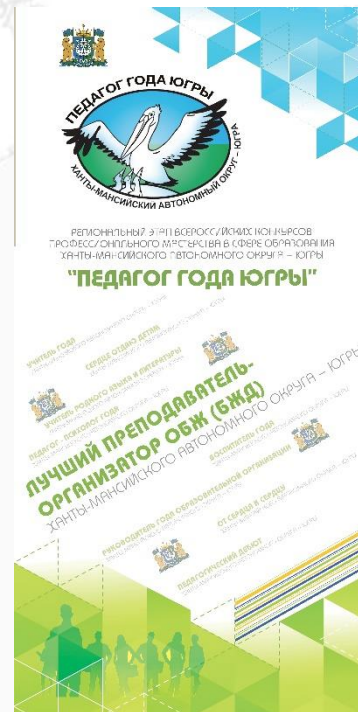 ПЕДАГОГ ГОДА ЮГРЫ
ХАНТЫ-МАНСИЙСКИЙ АВТОНОМНЫЙ ОКРУГ – ЮГРА
РЕГИОНАЛЬНЫЙ ЭТАП ВСЕРОССИЙСКИХ КОНКУРСОВ
ПРОФЕССИОНАЛЬНОГО МАСТЕРСТВА В СФЕРЕ ОБРАЗОВАНИЯ
ХАНТЫ-МАНСИЙСКОГО АВТОНОМНОГО ОКРУГА – ЮГРЫ
"ПЕДАГОГ ГОДА ЮГРЫ"
УЧИТЕЛЬ ГОДА
СЕРДЦЕ ОТДАЮ ДЕТЯМ
УЧИТЕЛЬ РОДНОГО ЯЗЫКА И ЛИТЕРАТУРЫ
ПЕДАГОГ-ПСИХОЛОГ ГОДА
ЛУЧШИЙ ПРЕПОДАВАТЕЛЬ-
ОРГАНИЗАТОР ОБЖ (БЖД)
ХАНТЫ-МАНСИЙСКОГО АВТОНОМНОГО ОКРУГА – ЮГРЫ
ВОСПИТАТЕЛЬ ГОДА
РУКОВОДИТЕЛЬ ГОДА ОБРАЗОВАТЕЛЬНОЙ ОРГАНИЗАЦИИ
ОТ СЕРДЦА К СЕРДЦУ
ПЕДАГОГИЧЕСКИЙ ДЕБЮТ